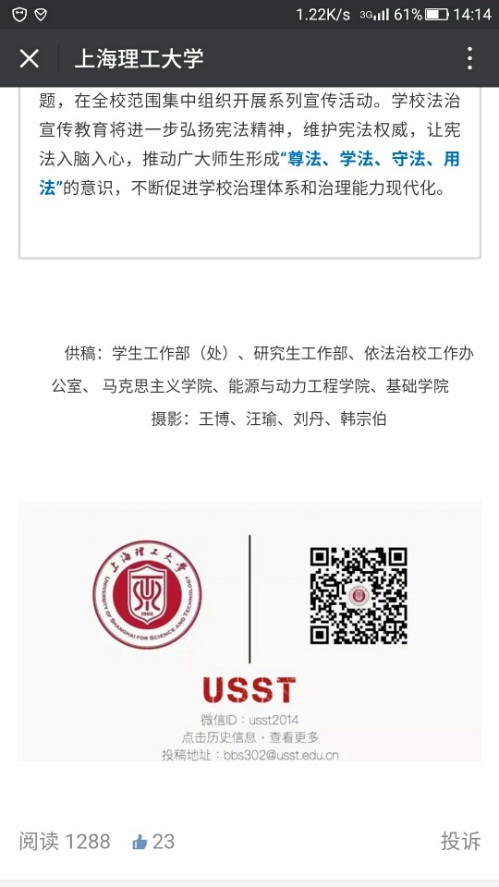 1.22K/s 3G 61% 14:14
上海理工大学
题，在全校范围集中组织开展系列宣传活动。学校法治
宣传教育将进一步弘扬宪法精神，维护宪法权威，让宪
法入脑入心，推动广大师生形成“尊法、学法、守法、用
法”的意识，不断促进学校治理体系和治理能力现代化。
供稿：学生工作部（处）、研究生工作部、依法治校工作办
公室、 马克思主义学院、能源与动力工程学院、基础学院
摄影：王博、汪瑜、刘丹、韩宗伯
上海理工大学
UNIVERSITY OF SHANGHAI FOR SCIENCE AND TECHNOLOGY
1906
USST
微信ID：usst2014
点击历史信息·查看更多
投稿地址：bbs302@usst.edu.cn
阅读 1288 23 投诉